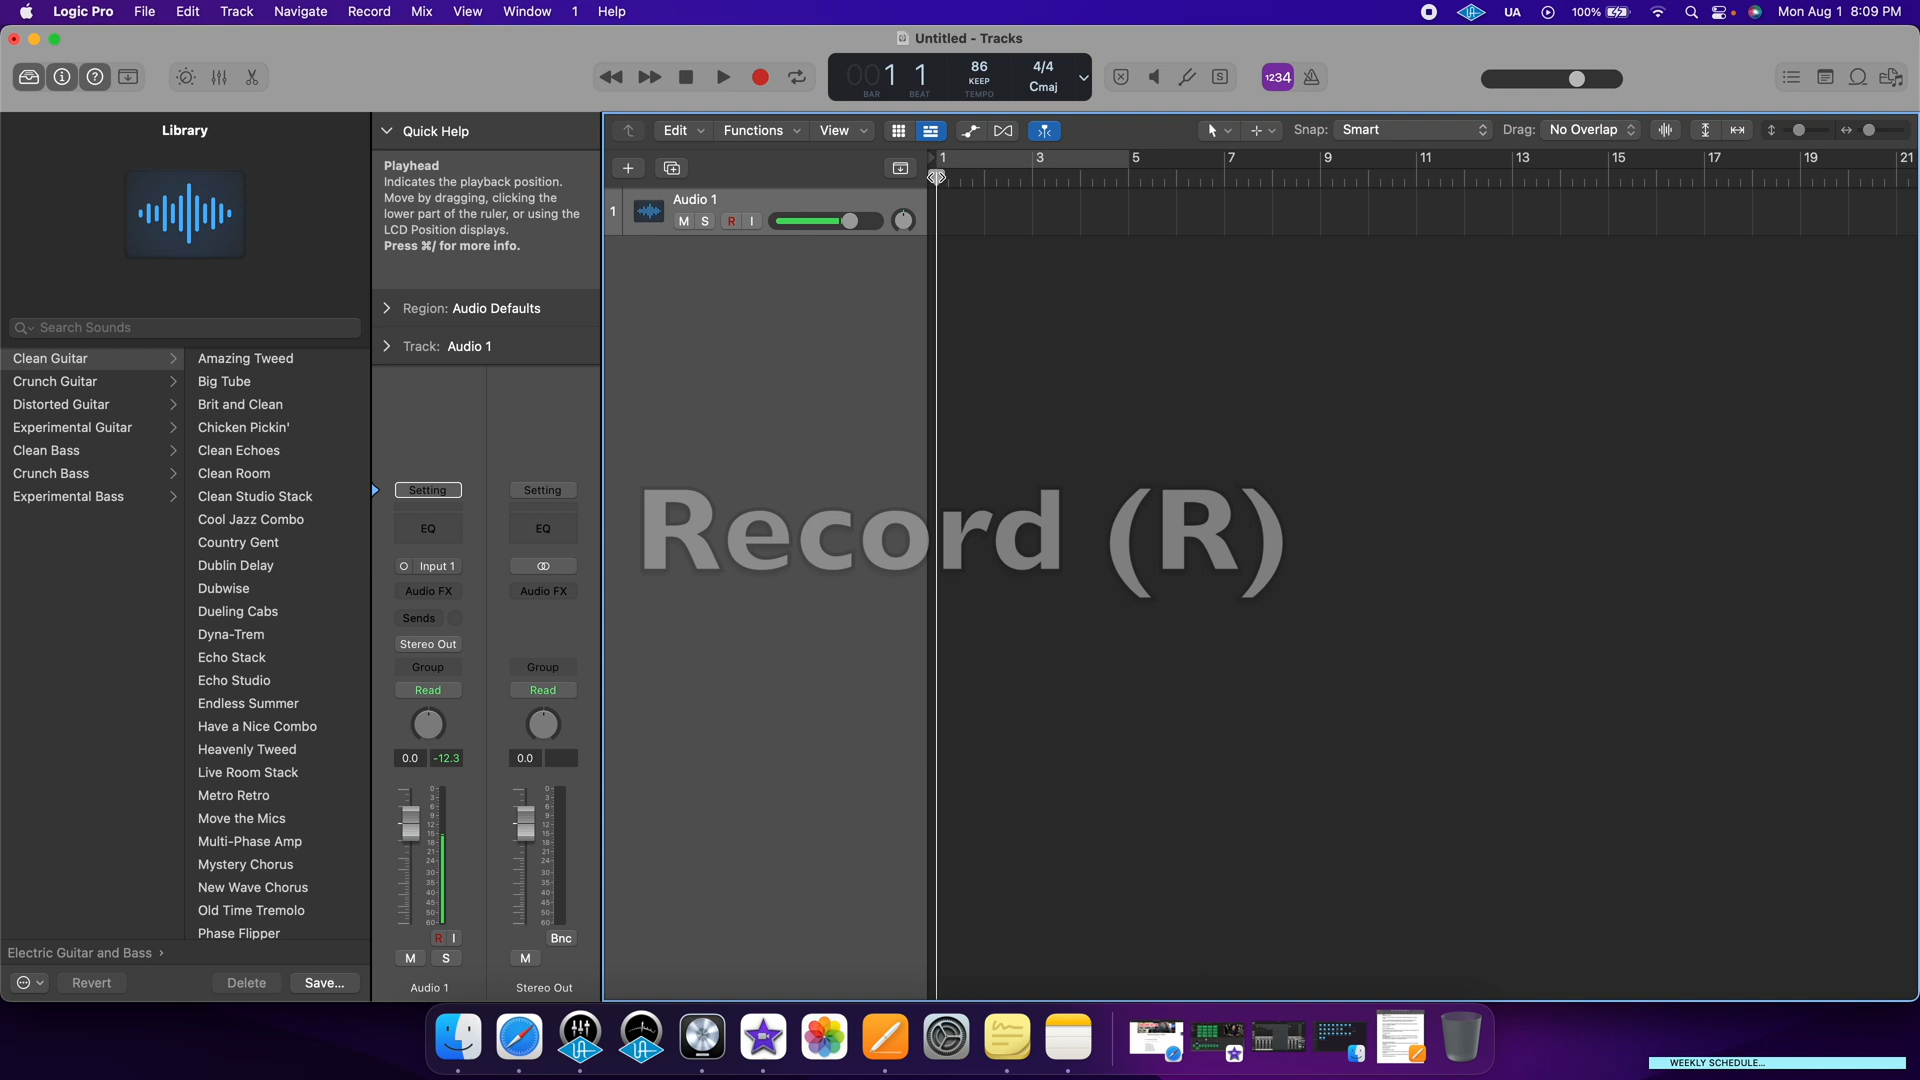 Logic Pro File Edit Track Navigate Record Mix View Window 1 Help
UA 100% Mon Aug 1 8:09 PM
Untitled - Tracks
001 1 86 4/4
KEEP Cmaj
BAR BEAT TEMPO
1234
Library
Quick Help
Edit Functions View Snap: Smart Drag: No Overlap
1 3 5 7 9 11 13 15 17 19 21
Playhead
Indicates the playback position.
Move by dragging, clicking the
lower part of the ruler, or using the
LCD Position displays.
Press ⌘/ for more info.
1 Audio 1
M S R I
Region: Audio Defaults
Track: Audio 1
Search Sounds
Clean Guitar
Crunch Guitar
Distorted Guitar
Experimental Guitar
Clean Bass
Crunch Bass
Experimental Bass
Amazing Tweed
Big Tube
Brit and Clean
Chicken Pickin'
Clean Echoes
Clean Room
Clean Studio Stack
Cool Jazz Combo
Country Gent
Dublin Delay
Dubwise
Dueling Cabs
Dyna-Trem
Echo Stack
Echo Studio
Endless Summer
Have a Nice Combo
Heavenly Tweed
Live Room Stack
Metro Retro
Move the Mics
Multi-Phase Amp
Mystery Chorus
New Wave Chorus
Old Time Tremolo
Phase Flipper
Electric Guitar and Bass
Revert Delete Save...
Setting Setting
EQ EQ
Input 1
Audio FX Audio FX
Sends
Stereo Out
Group Group
Read Read
0.0 -12.3 0.0
R I Bnc
M S M
Audio 1 Stereo Out
Record (R)
WEEKLY SCHEDULE...